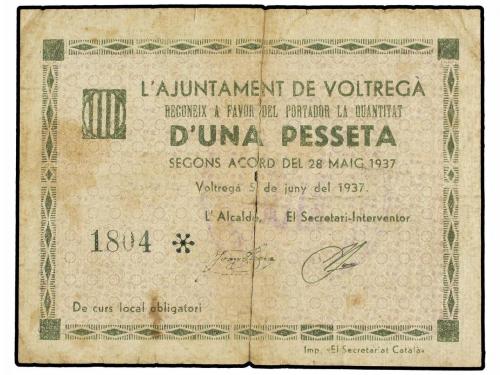 L'AJUNTAMENT DE VOLTREGÀ
RECONEIX A FAVOR DEL PORTADOR LA QUANTITAT
D'UNA PESSETA
SEGONS ACORD DEL 28 MAIG 1937
Voltregà 5 de juny del 1937.
L'Alcalde, El Secretari-Interventor
1804 *
De curs local obligatori
Imp. «El Secretariat Català»